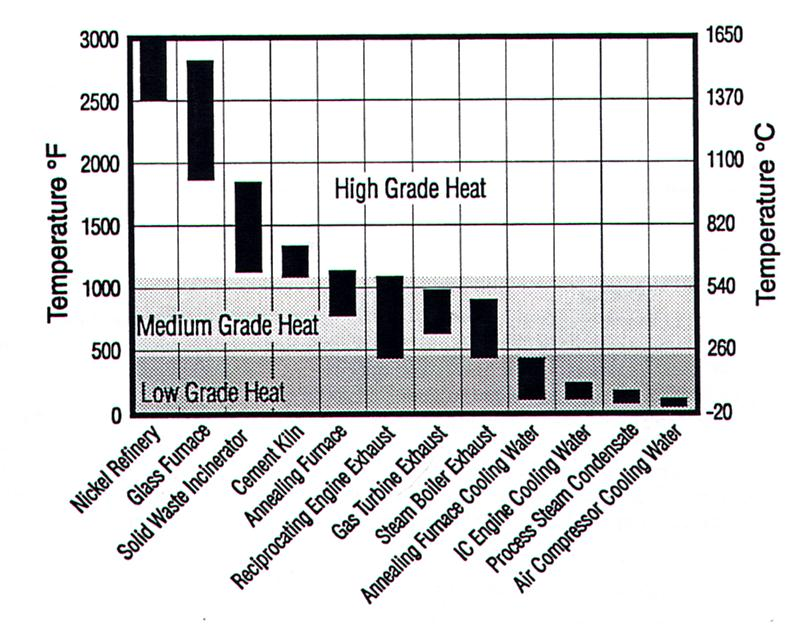 3000
2500
2000
1500
1000
500
0
Temperature °F
1650
1370
1100
820
540
260
-20
Temperature °C
High Grade Heat
Medium Grade Heat
Low Grade Heat
Nickel Refinery
Glass Furnace
Solid Waste Incinerator
Cement Kiln
Annealing Furnace
Reciprocating Engine Exhaust
Gas Turbine Exhaust
Steam Boiler Exhaust
Annealing Furnace Cooling Water
IC Engine Cooling Water
Process Steam Condensate
Air Compressor Cooling Water